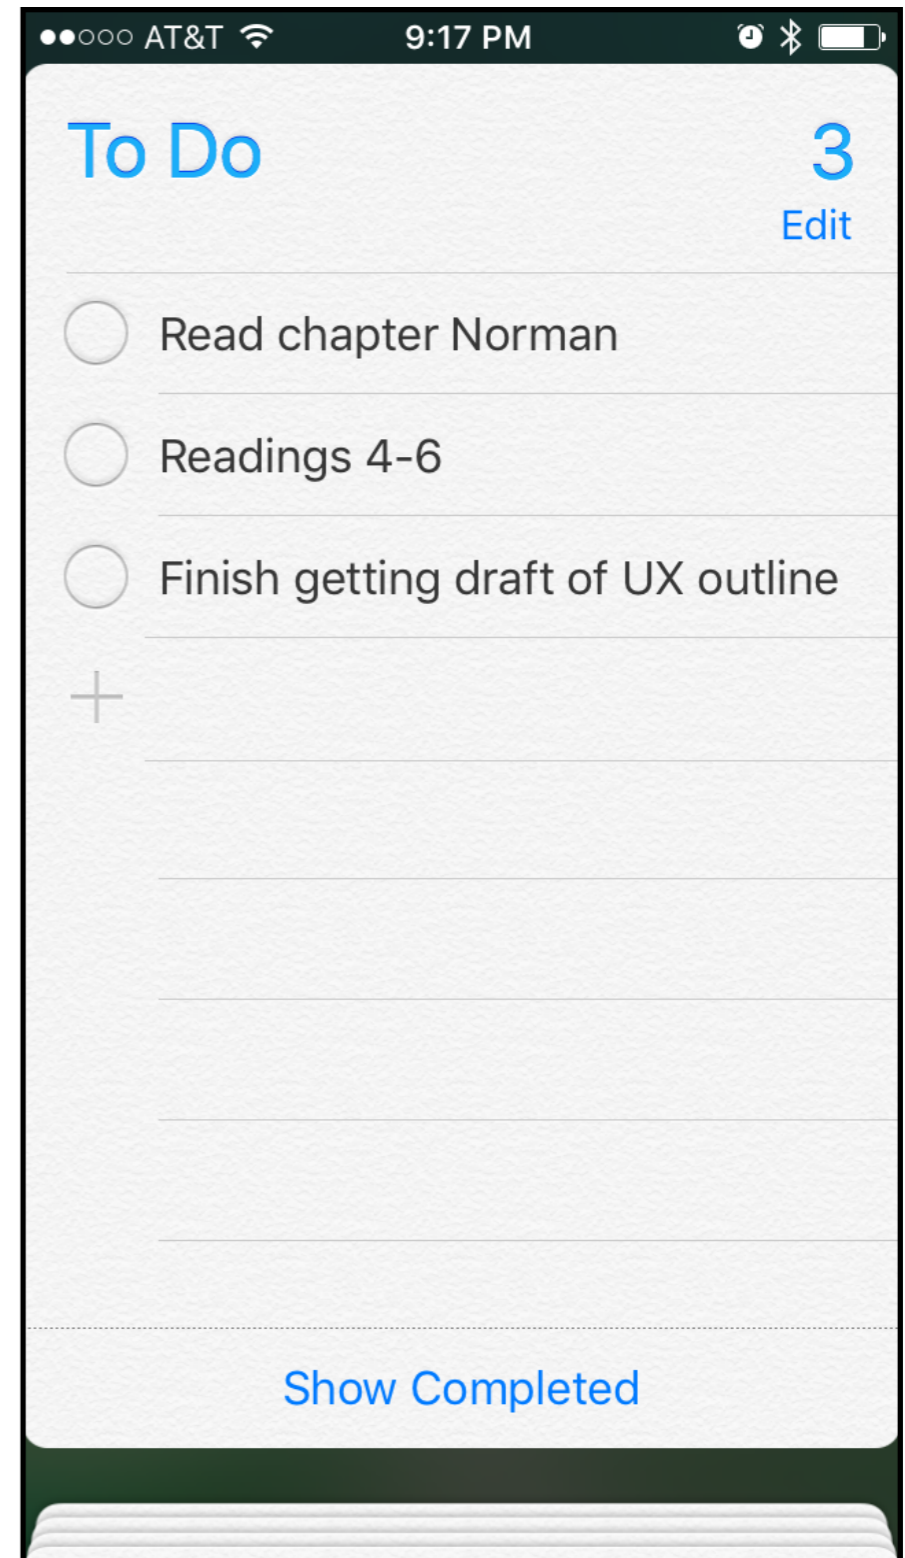 AT&T 9:17 PM
To Do 3
Edit
Read chapter Norman
Readings 4-6
Finish getting draft of UX outline
Show Completed